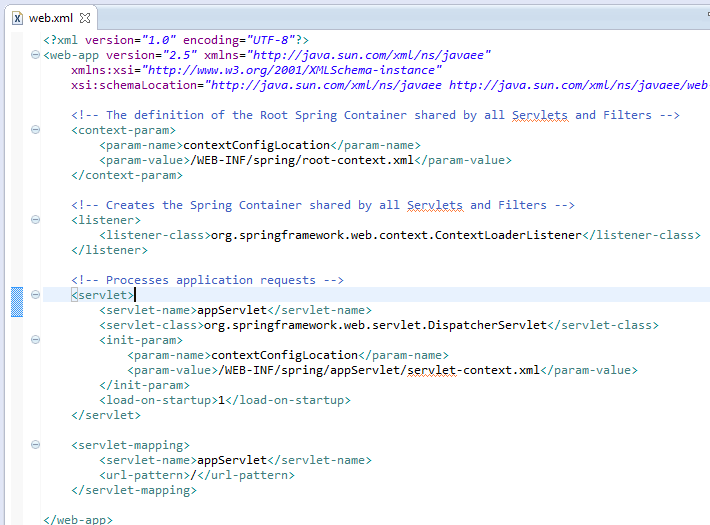 web.xml
<?xml version="1.0" encoding="UTF-8"?>
<web-app version="2.5" xmlns="http://java.sun.com/xml/ns/javaee"
xmlns:xsi="http://www.w3.org/2001/XMLSchema-instance"
xsi:schemaLocation="http://java.sun.com/xml/ns/javaee http://java.sun.com/xml/ns/javaee/web
<!-- The definition of the Root Spring Container shared by all Servlets and Filters -->
<context-param>
<param-name>contextConfigLocation</param-name>
<param-value>/WEB-INF/spring/root-context.xml</param-value>
</context-param>
<!-- Creates the Spring Container shared by all Servlets and Filters -->
<listener>
<listener-class>org.springframework.web.context.ContextLoaderListener</listener-class>
</listener>
<!-- Processes application requests -->
<servlet>
<servlet-name>appServlet</servlet-name>
<servlet-class>org.springframework.web.servlet.DispatcherServlet</servlet-class>
<init-param>
<param-name>contextConfigLocation</param-name>
<param-value>/WEB-INF/spring/appServlet/servlet-context.xml</param-value>
</init-param>
<load-on-startup>1</load-on-startup>
</servlet>
<servlet-mapping>
<servlet-name>appServlet</servlet-name>
<url-pattern>/</url-pattern>
</servlet-mapping>
</web-app>